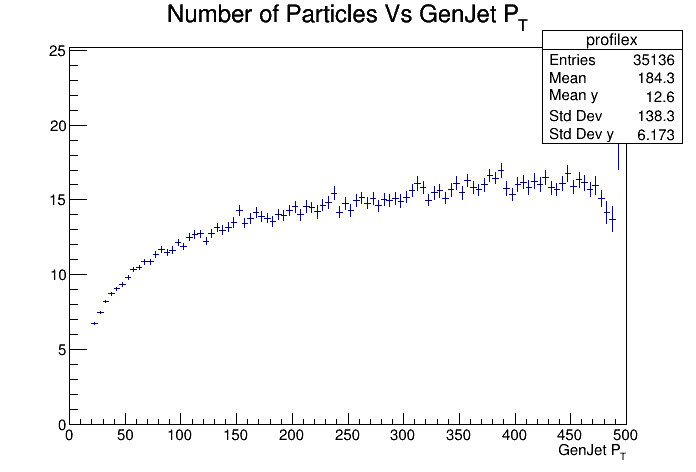 Number of Particles Vs GenJet PT
profilex
Entries 35136
Mean 184.3
Mean y 12.6
Std Dev 138.3
Std Dev y 6.173
25
20
15
10
5
0
0 50 100 150 200 250 300 350 400 450 500
GenJet PT